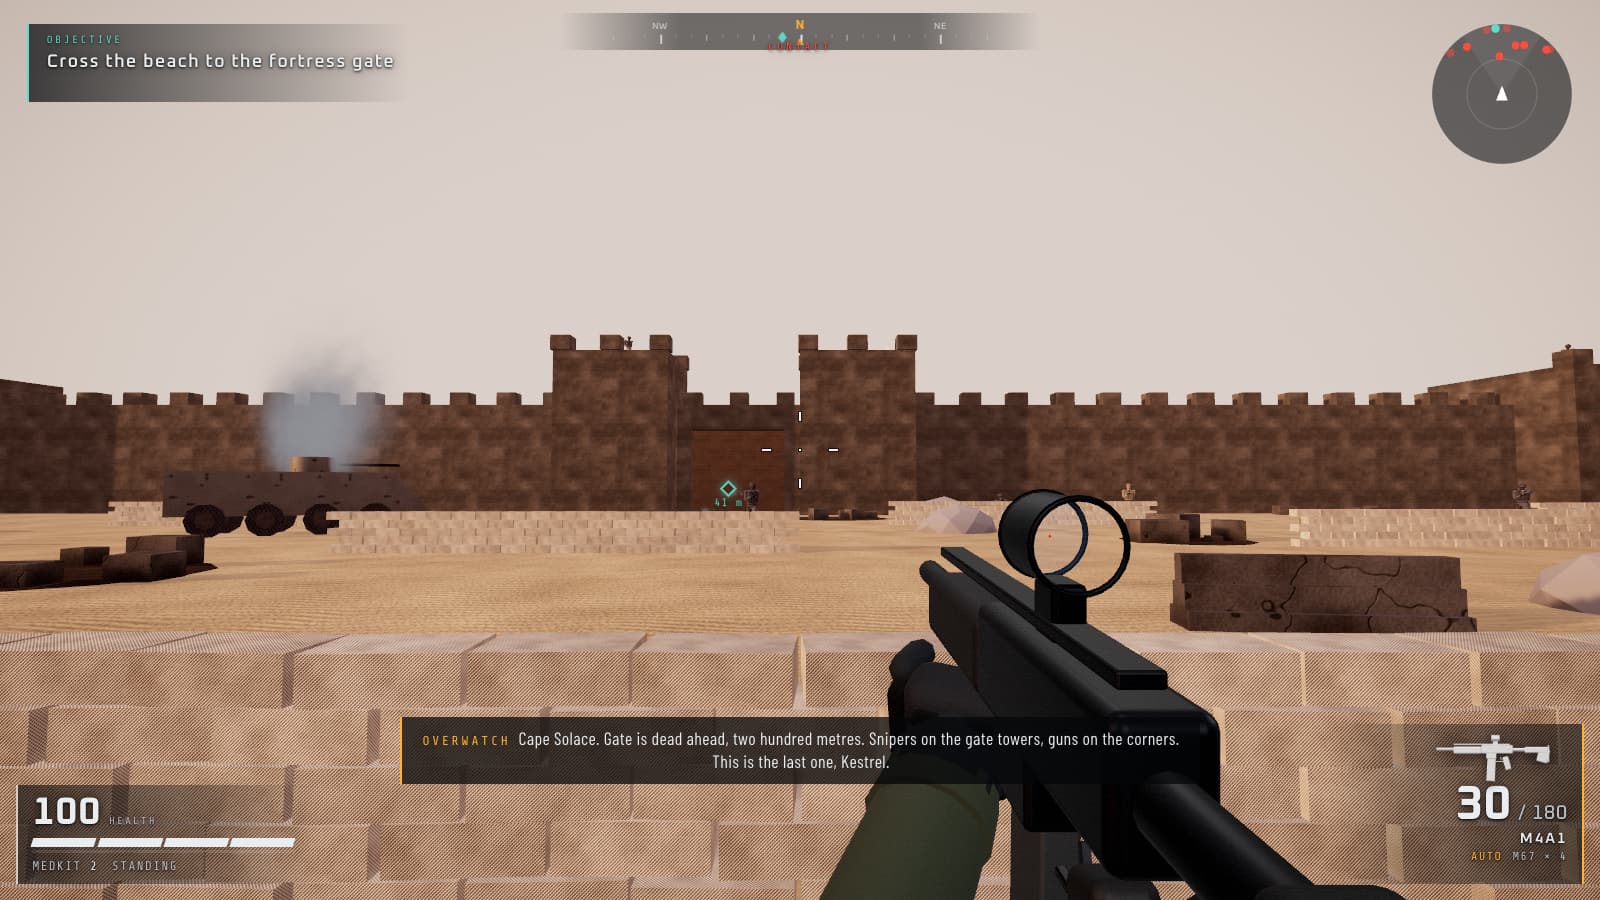 OBJECTIVE
Cross the beach to the fortress gate
NW
N
NE
CONTACT
41 m
OVERWATCH Cape Solace. Gate is dead ahead, two hundred metres. Snipers on the gate towers, guns on the corners.
This is the last one, Kestrel.
100 HEALTH
MEDKIT 2 STANDING
30 / 180
M4A1
AUTO M67 × 4